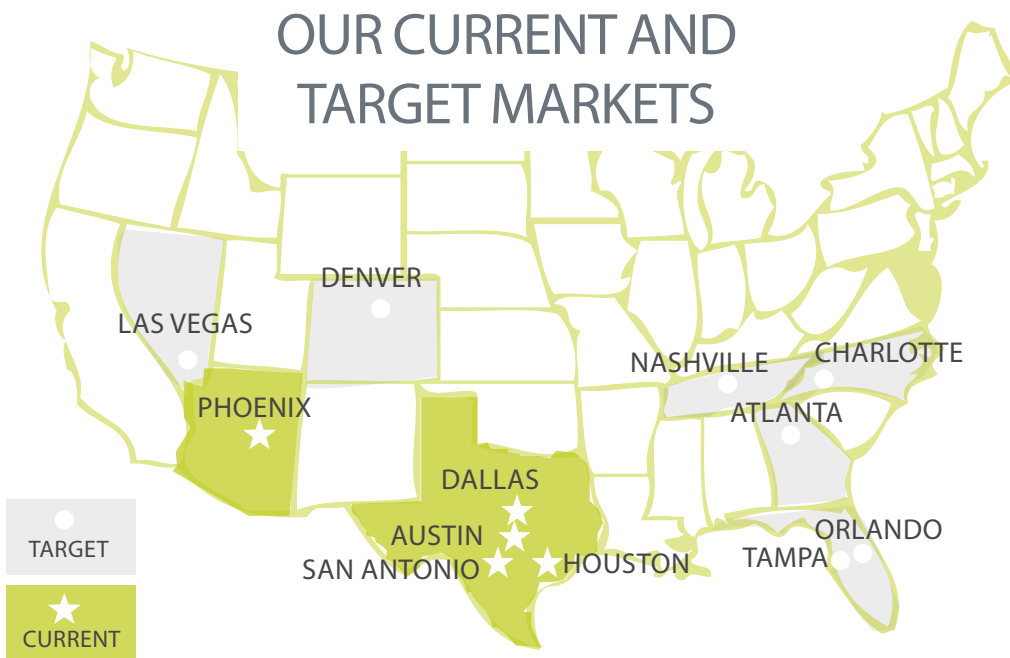 OUR CURRENT AND
TARGET MARKETS
DENVER
LAS VEGAS
NASHVILLE
CHARLOTTE
PHOENIX
ATLANTA
DALLAS
AUSTIN
SAN ANTONIO
HOUSTON
ORLANDO
TAMPA
TARGET
CURRENT